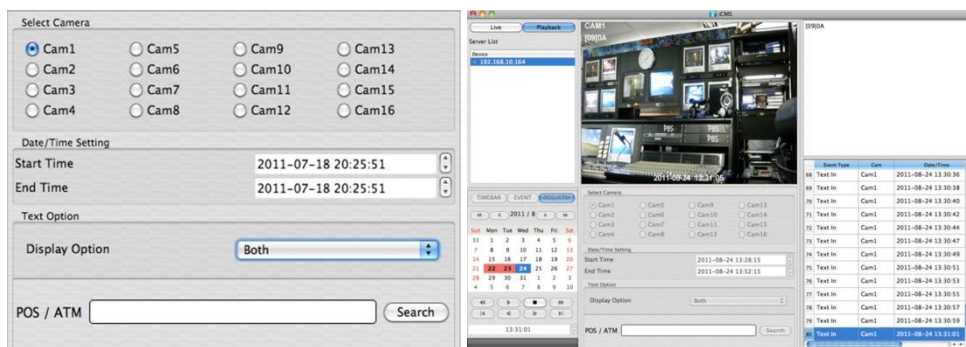 Select Camera
Cam1 Cam5 Cam9 Cam13
Cam2 Cam6 Cam10 Cam14
Cam3 Cam7 Cam11 Cam15
Cam4 Cam8 Cam12 Cam16
Date/Time Setting
Start Time 2011-07-18 20:25:51
End Time 2011-07-18 20:25:51
Text Option
Display Option Both
POS / ATM Search
iCMS
Live Playback
Server List
Device
192.168.10.164
CAM1
[09[0A
PBS PBS
PBS
2011-08-24 13:31:05
TIMEBAR EVENT
2011 / 8
Sun Mon Tue Wed Thu Fri Sat
31 1 2 3 4 5 6
7 8 9 10 11 12 13
14 15 16 17 18 19 20
21 22 23 24 25 26 27
28 29 30 31 1 2 3
4 5 6 7 8 9 10
13:31:01
Select Camera
Cam1 Cam5 Cam9 Cam13
Cam2 Cam6 Cam10 Cam14
Cam3 Cam7 Cam11 Cam15
Cam4 Cam8 Cam12 Cam16
Date/Time Setting
Start Time 2011-08-24 13:28:15
End Time 2011-08-24 13:52:15
Text Option
Display Option Both
POS / ATM Search
[09[0A
Event Type Cam Date/Time
68 Text In Cam1 2011-08-24 13:30:36
69 Text In Cam1 2011-08-24 13:30:38
70 Text In Cam1 2011-08-24 13:30:40
71 Text In Cam1 2011-08-24 13:30:42
72 Text In Cam1 2011-08-24 13:30:44
73 Text In Cam1 2011-08-24 13:30:47
74 Text In Cam1 2011-08-24 13:30:49
75 Text In Cam1 2011-08-24 13:30:51
76 Text In Cam1 2011-08-24 13:30:53
77 Text In Cam1 2011-08-24 13:30:55
78 Text In Cam1 2011-08-24 13:30:57
79 Text In Cam1 2011-08-24 13:30:59
80 Text In Cam1 2011-08-24 13:31:01